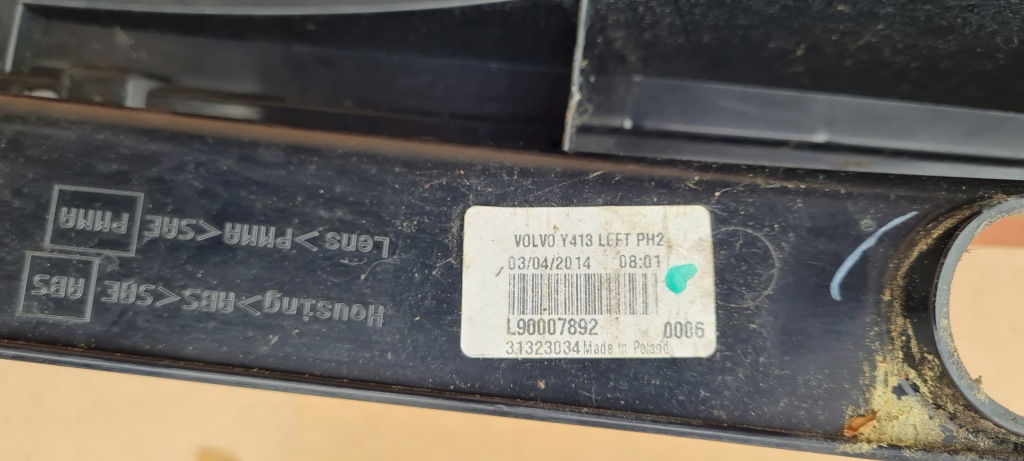 VOLVO Y413 LEFT PH2
03/04/2014 08:01
L90007892 0006
31323034 Made in Poland
Housing>ABS<SAE ABS
Lens>PMMA<SAE PMMA